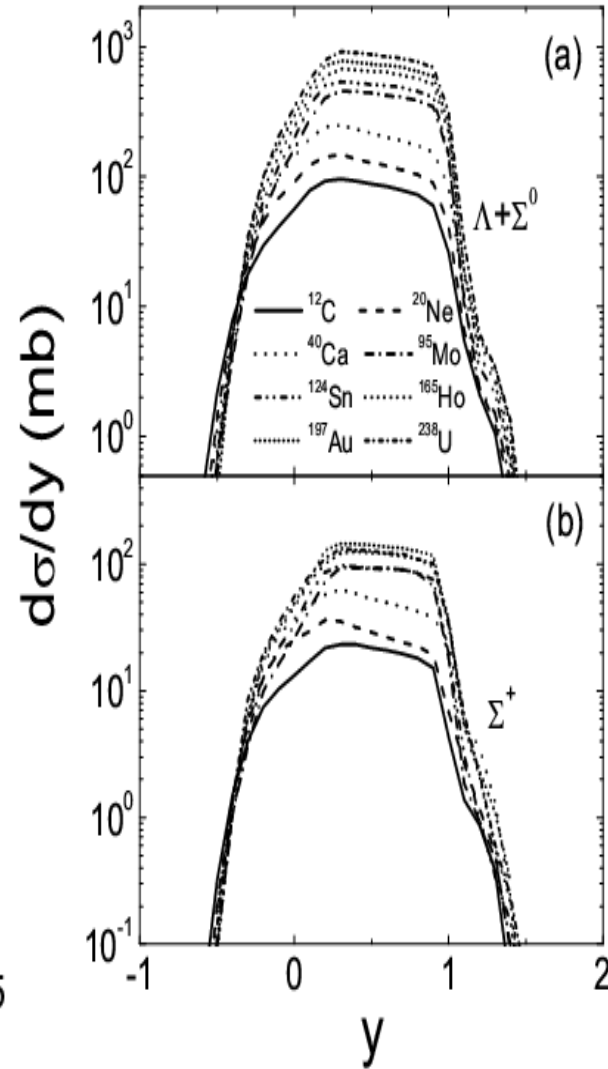 dσ/dy (mb)
10³
(a)
10²
Λ+Σ⁰
10¹
¹²C ²⁰Ne
⁴⁰Ca ⁹⁵Mo
¹²⁴Sn ¹⁶⁵Ho
¹⁹⁷Au ²³⁸U
10⁰
(b)
10²
10¹
Σ⁺
10⁰
10⁻¹
-1 0 1 2
y